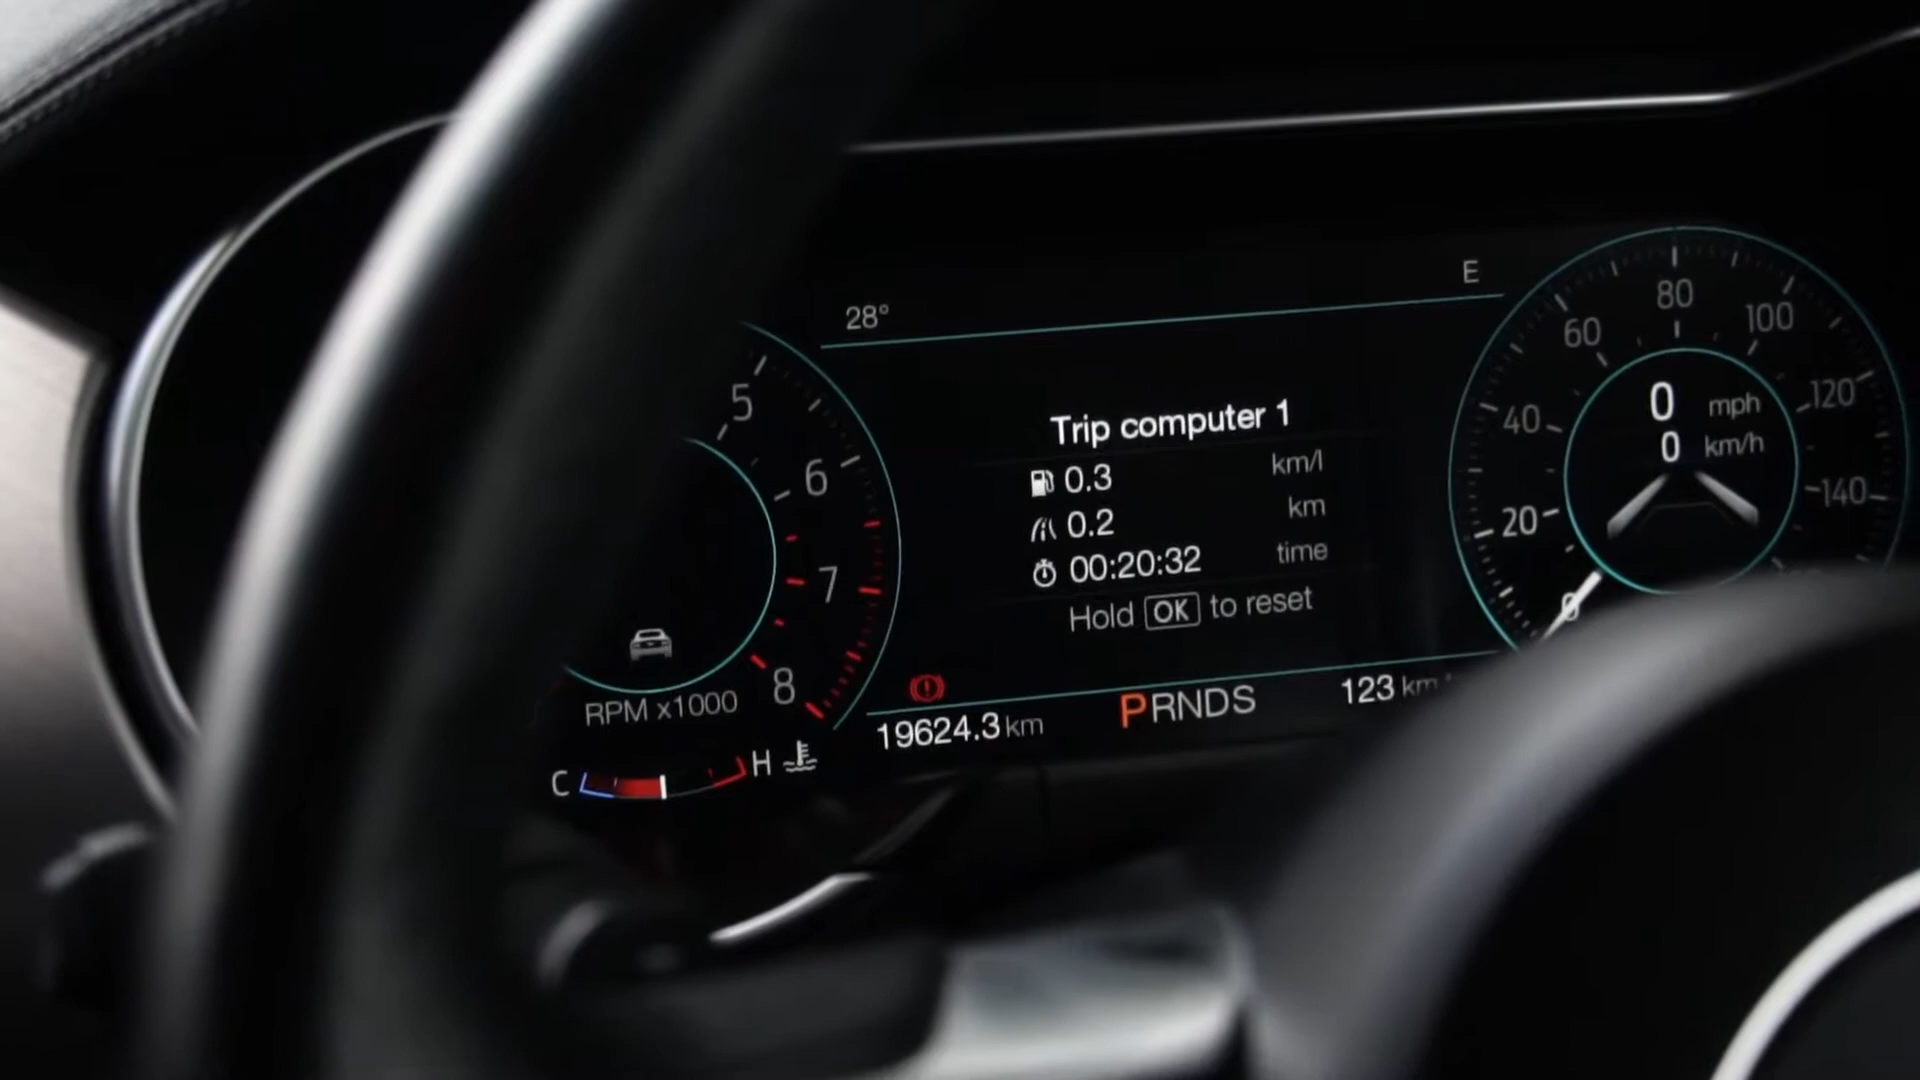 28°
E
5
6
7
8
RPM x1000
C
H
Trip computer 1
0.3 km/l
0.2 km
00:20:32 time
Hold OK to reset
19624.3 km
PRNDS
123 km
0
20
40
60
80
100
120
140
0 mph
0 km/h